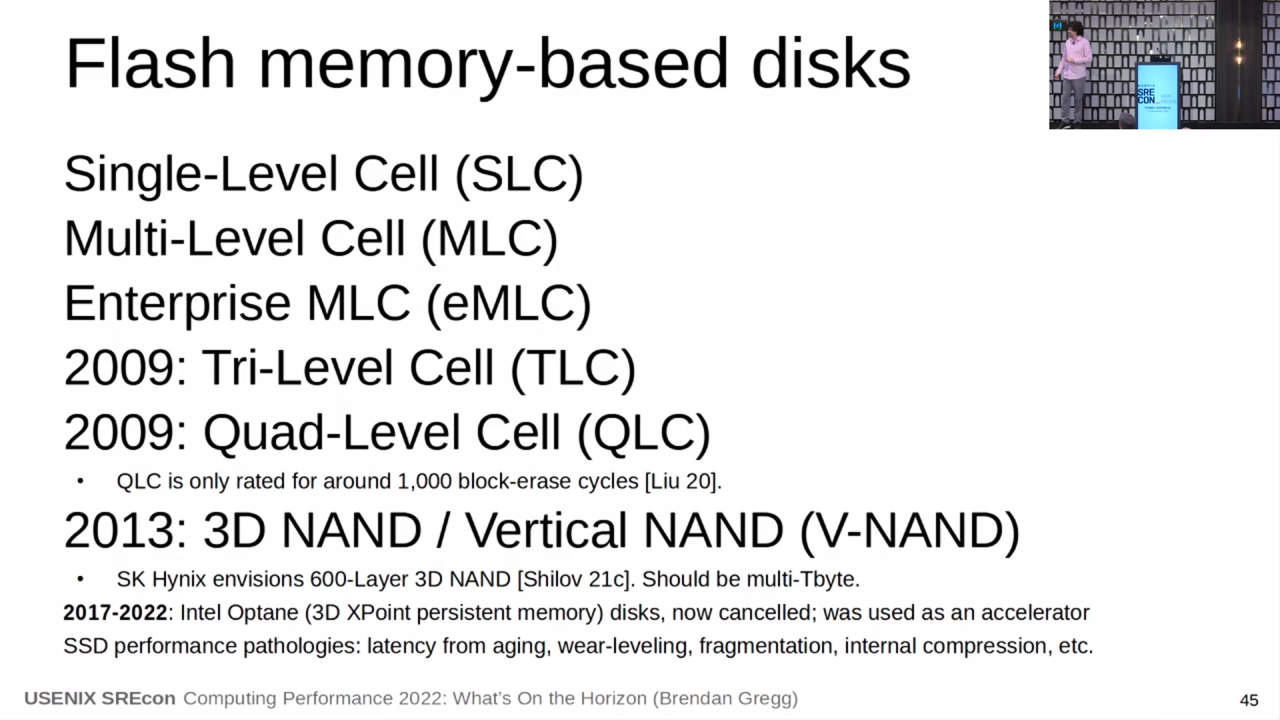 Flash memory-based disks
Single-Level Cell (SLC)
Multi-Level Cell (MLC)
Enterprise MLC (eMLC)
2009: Tri-Level Cell (TLC)
2009: Quad-Level Cell (QLC)
• QLC is only rated for around 1,000 block-erase cycles [Liu 20].
2013: 3D NAND / Vertical NAND (V-NAND)
• SK Hynix envisions 600-Layer 3D NAND [Shilov 21c]. Should be multi-Tbyte.
2017-2022: Intel Optane (3D XPoint persistent memory) disks, now cancelled; was used as an accelerator
SSD performance pathologies: latency from aging, wear-leveling, fragmentation, internal compression, etc.
USENIX SREcon Computing Performance 2022: What's On the Horizon (Brendan Gregg)
45
SRE
CON